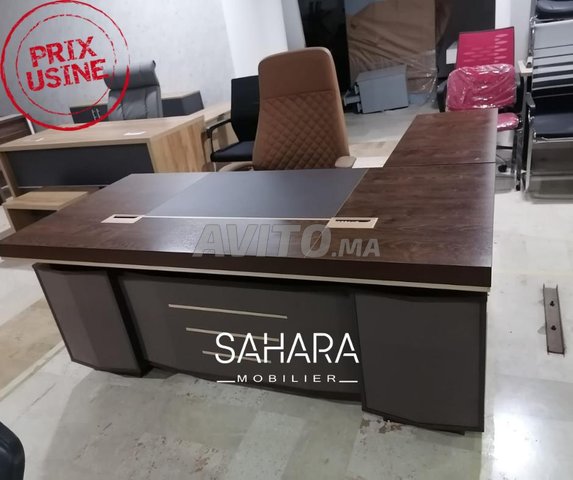 PRIX
USINE
AVITO.MA
SAHARA
MOBILIER